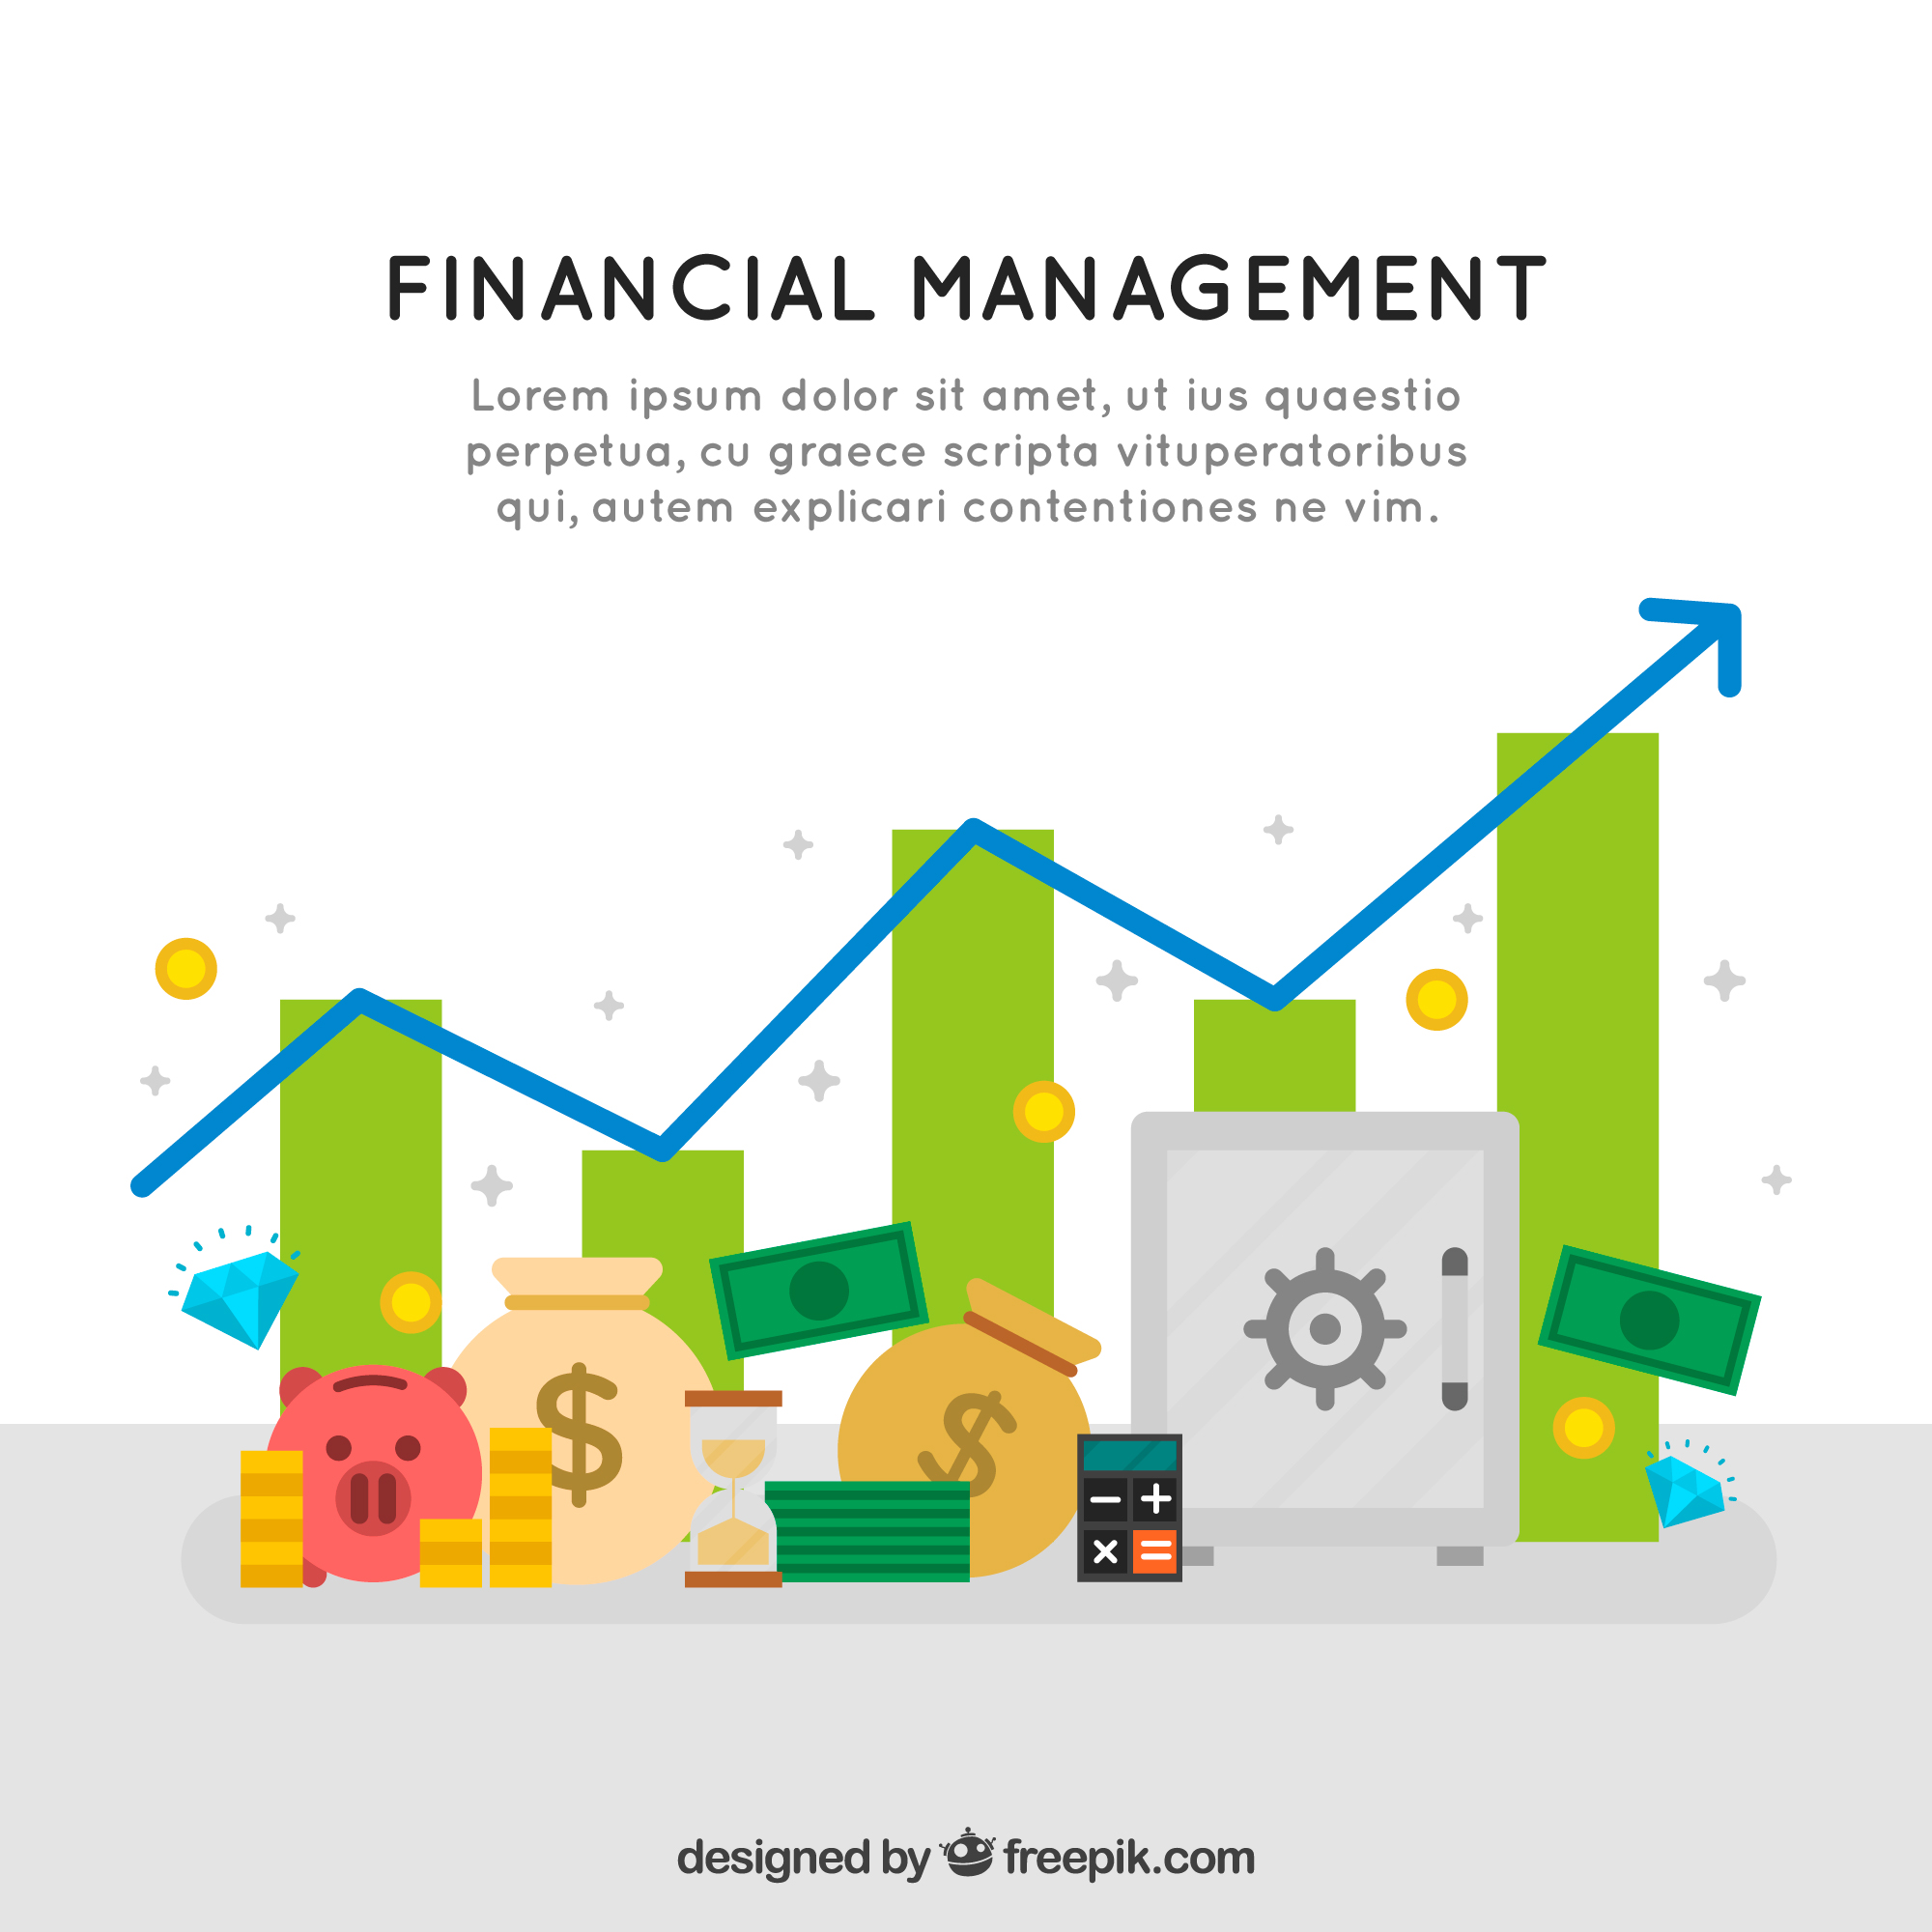 FINANCIAL MANAGEMENT
Lorem ipsum dolor sit amet, ut ius quaestio
perpetua, cu graece scripta vituperatoribus
qui, autem explicari contentiones ne vim.
$
$
− +
× =
designed by freepik.com